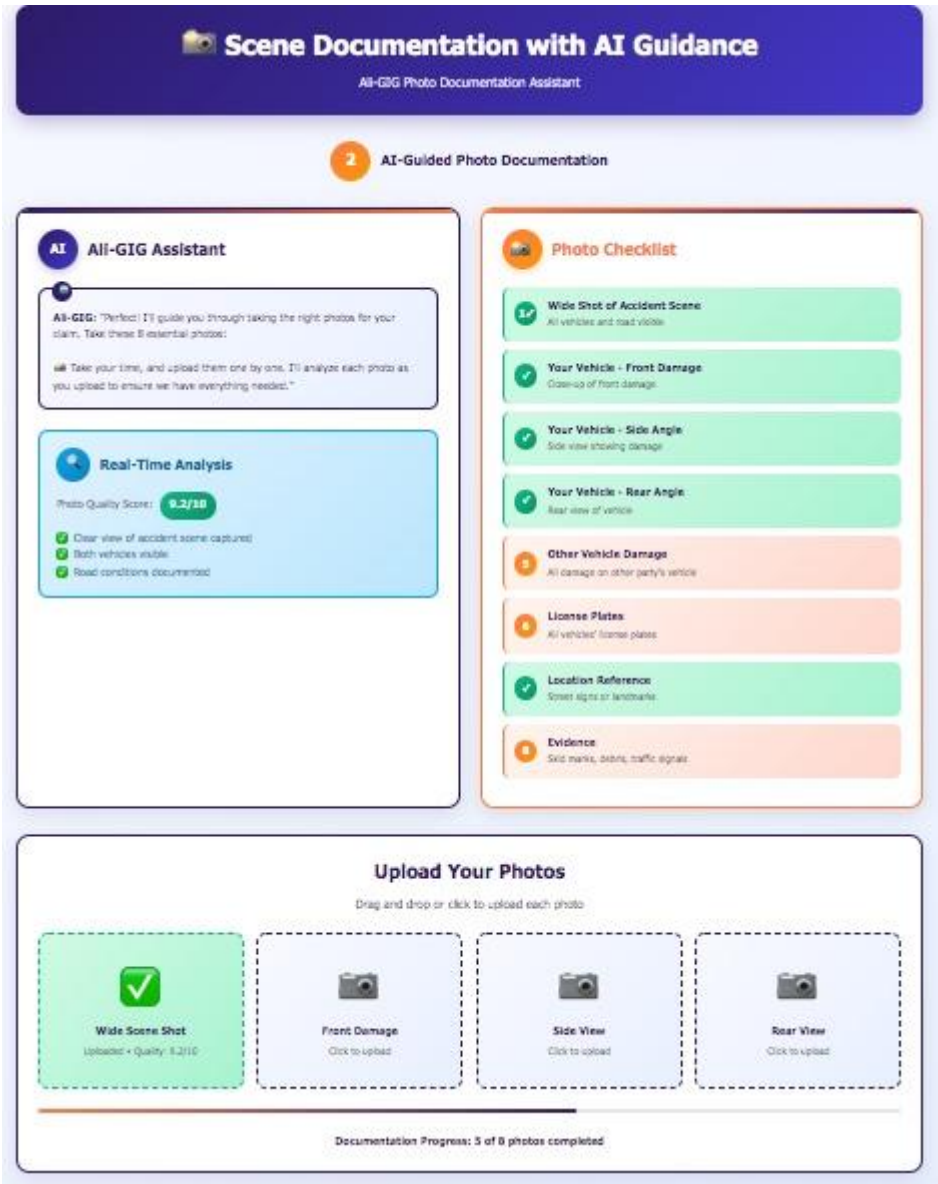 Scene Documentation with AI Guidance
Ali-GIG Photo Documentation Assistant
2
AI-Guided Photo Documentation
AI
Ali-GIG Assistant
Ali-GIG: "Perfect! I'll guide you through taking the right photos for your
claim. Take these 8 essential photos:
Take your time, and upload them one by one. I'll analyze each photo as
you upload to ensure we have everything needed."
Real-Time Analysis
Photo Quality Score: 9.2/10
Clear view of accident scene captured
Both vehicles visible
Road conditions documented
Photo Checklist
Wide Shot of Accident Scene
All vehicles and road visible
Your Vehicle - Front Damage
Close-up of front damage
Your Vehicle - Side Angle
Side view showing damage
Your Vehicle - Rear Angle
Rear view of vehicle
5
Other Vehicle Damage
All damage on other party's vehicle
6
License Plates
All vehicles' license plates
Location Reference
Street signs or landmarks
8
Evidence
Skid marks, debris, traffic signals
Upload Your Photos
Drag and drop or click to upload each photo
Wide Scene Shot
Uploaded • Quality: 9.2/10
Front Damage
Click to upload
Side View
Click to upload
Rear View
Click to upload
Documentation Progress: 5 of 8 photos completed